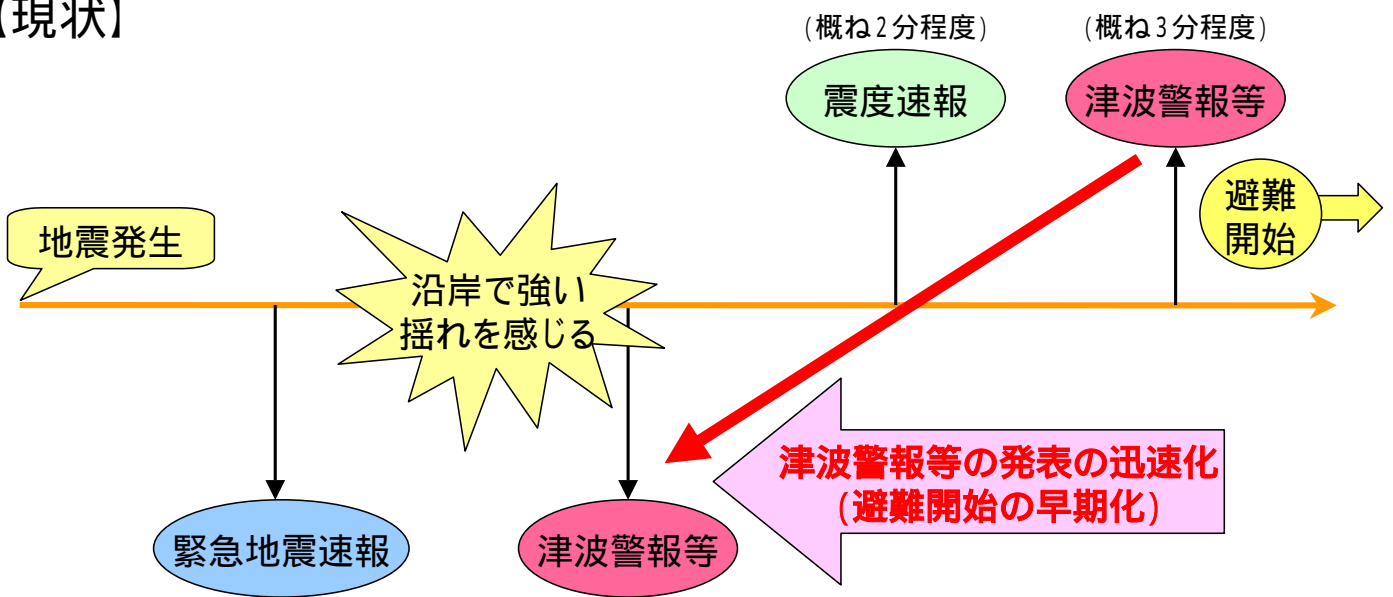 【現状】
(概ね2分程度)
(概ね3分程度)
震度速報
津波警報等
避難
開始
地震発生
沿岸で強い
揺れを感じる
津波警報等の発表の迅速化
(避難開始の早期化)
緊急地震速報
津波警報等